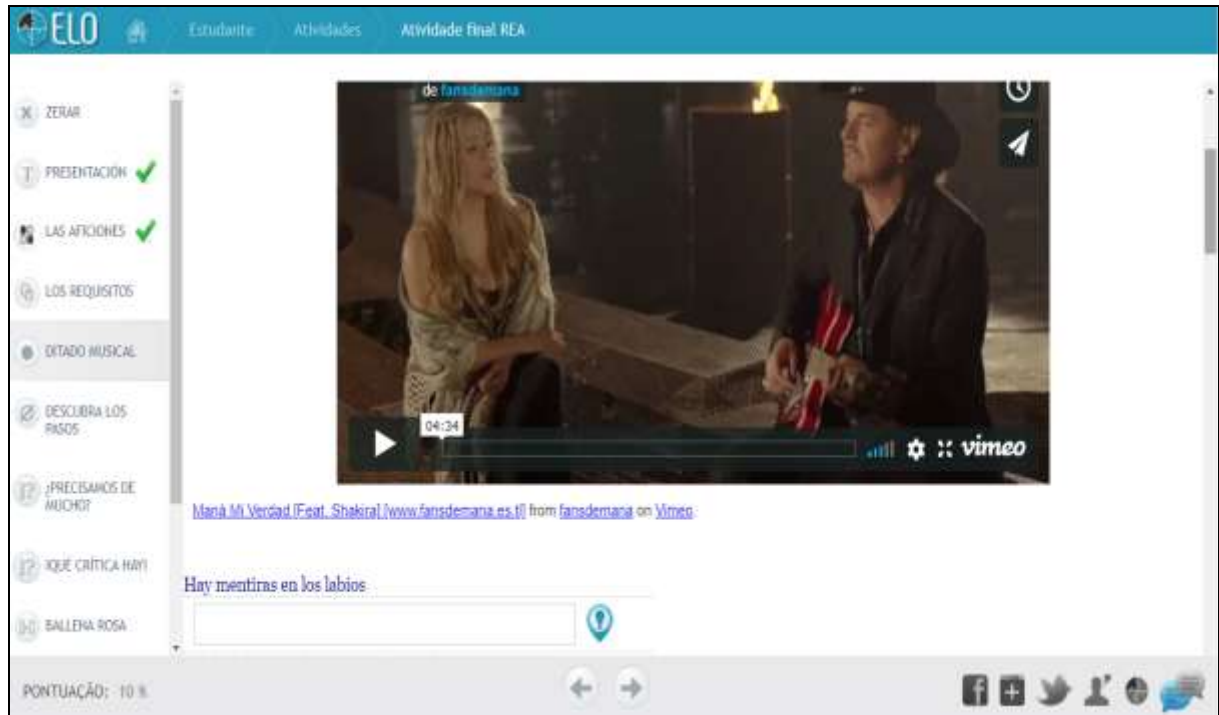 ELO Estudante Atividades Atividade final REA
ZERAR
PRESENTACIÓN
LAS AFICIONES
LOS REQUISITOS
DITADO MUSICAL
DESCUBRA LOS
PASOS
¿PRECISAMOS DE
MUCHO?
¡QUÉ CRÍTICA HAY!
BALLENA ROSA
de fansdemana
04:34
vimeo
Maná Mi Verdad [Feat. Shakira] [www.fansdemana.es.tl] from fansdemana on Vimeo.
Hay mentiras en los labios
PONTUAÇÃO: 10 %